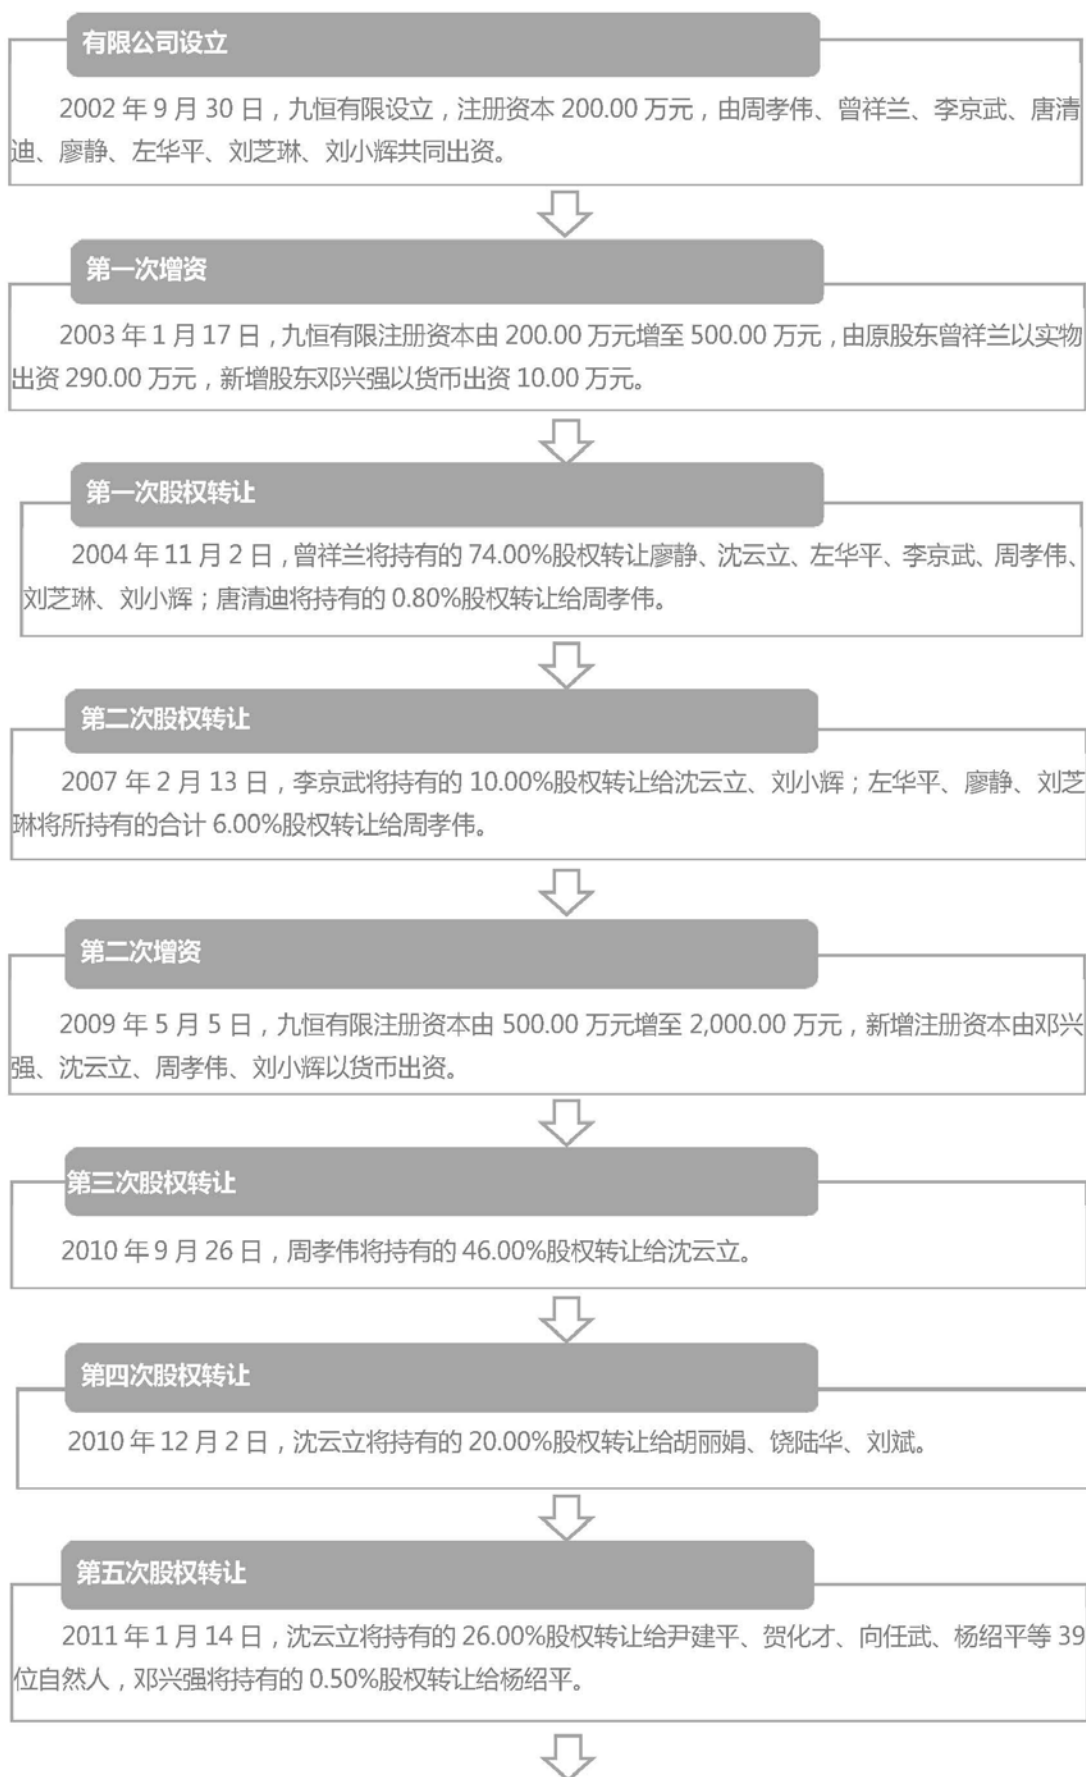 有限公司设立
2002 年 9 月 30 日，九恒有限设立，注册资本 200.00 万元，由周孝伟、曾祥兰、李京武、唐清
迪、廖静、左华平、刘芝琳、刘小辉共同出资。
第一次增资
2003 年 1 月 17 日，九恒有限注册资本由 200.00 万元增至 500.00 万元，由原股东曾祥兰以实物
出资 290.00 万元，新增股东邓兴强以货币出资 10.00 万元。
第一次股权转让
2004 年 11 月 2 日，曾祥兰将持有的 74.00%股权转让廖静、沈云立、左华平、李京武、周孝伟、
刘芝琳、刘小辉；唐清迪将持有的 0.80%股权转让给周孝伟。
第二次股权转让
2007 年 2 月 13 日，李京武将持有的 10.00%股权转让给沈云立、刘小辉；左华平、廖静、刘芝
琳将所持有的合计 6.00%股权转让给周孝伟。
第二次增资
2009 年 5 月 5 日，九恒有限注册资本由 500.00 万元增至 2,000.00 万元，新增注册资本由邓兴
强、沈云立、周孝伟、刘小辉以货币出资。
第三次股权转让
2010 年 9 月 26 日，周孝伟将持有的 46.00%股权转让给沈云立。
第四次股权转让
2010 年 12 月 2 日，沈云立将持有的 20.00%股权转让给胡丽娟、饶陆华、刘斌。
第五次股权转让
2011 年 1 月 14 日，沈云立将持有的 26.00%股权转让给尹建平、贺化才、向任武、杨绍平等 39
位自然人，邓兴强将持有的 0.50%股权转让给杨绍平。